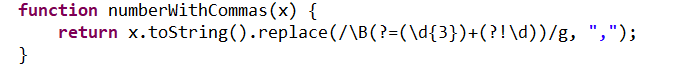 function numberWithCommas(x) {
    return x.toString().replace(/\B(?=(\d{3})+(?!\d))/g, ",");
}